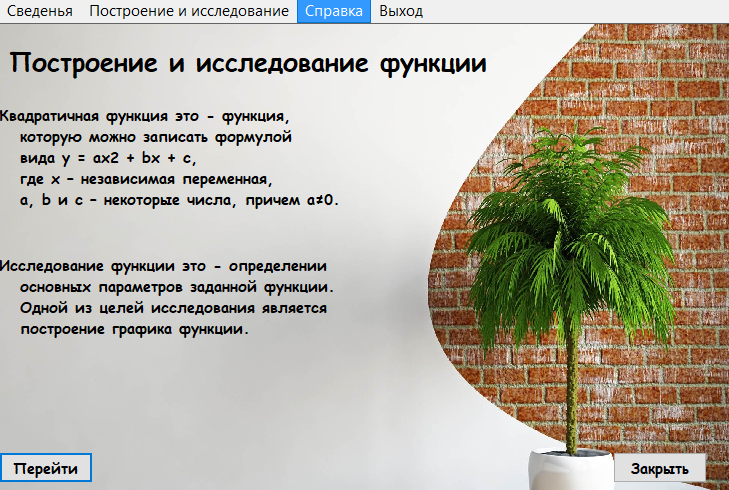 Сведенья Построение и исследование Справка Выход
Построение и исследование функции
Квадратичная функция это - функция,
которую можно записать формулой
вида y = ax2 + bx + c,
где х – независимая переменная,
a, b и c – некоторые числа, причем а≠0.
Исследование функции это - определении
основных параметров заданной функции.
Одной из целей исследования является
построение графика функции.
Перейти Закрыть